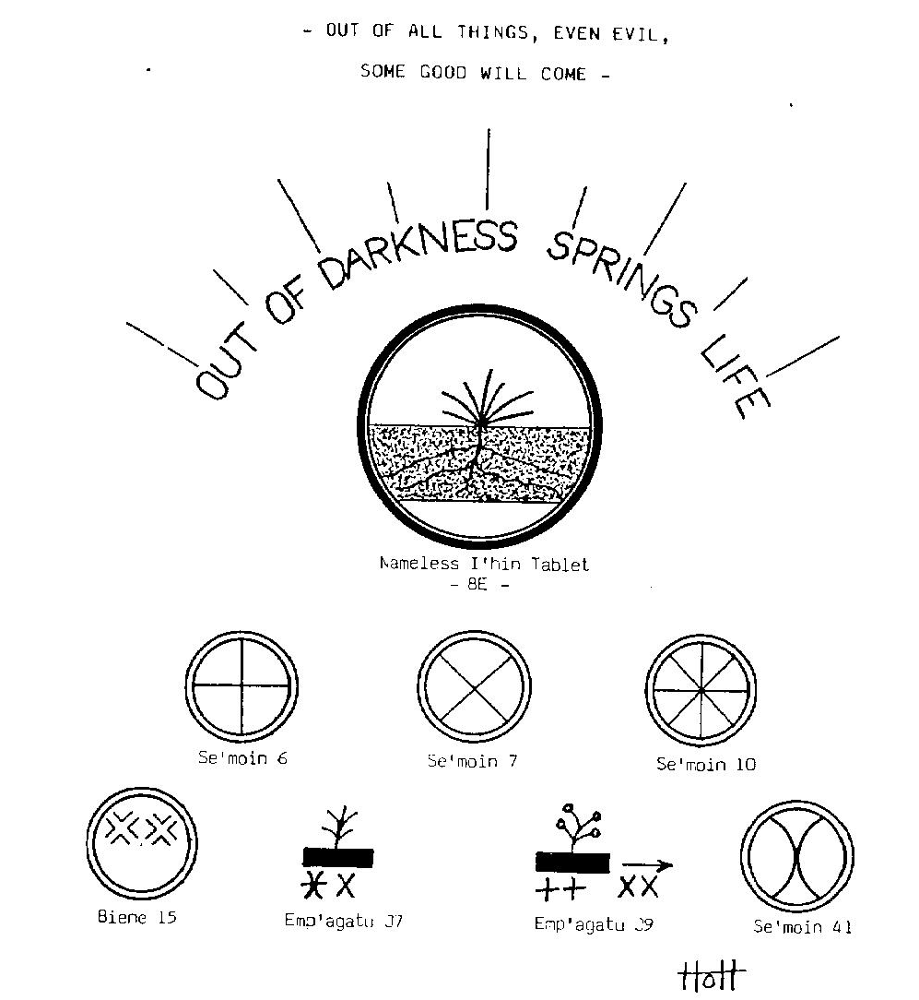 - OUT OF ALL THINGS, EVEN EVIL,
SOME GOOD WILL COME -
OUT OF DARKNESS SPRINGS LIFE
Nameless I'hin Tablet
- 8E -
Se'moin 6
Se'moin 7
Se'moin 10
Biene 15
Emp'agatu 37
Emp'agatu 39
Se'moin 41
Holt